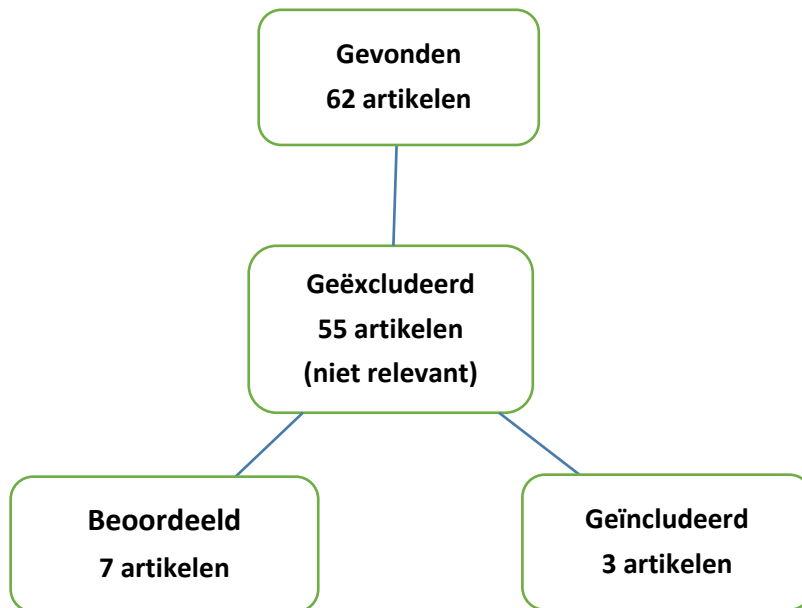 Gevonden
62 artikelen
Geëxcludeerd
55 artikelen
(niet relevant)
Beoordeeld
7 artikelen
Geïncludeerd
3 artikelen